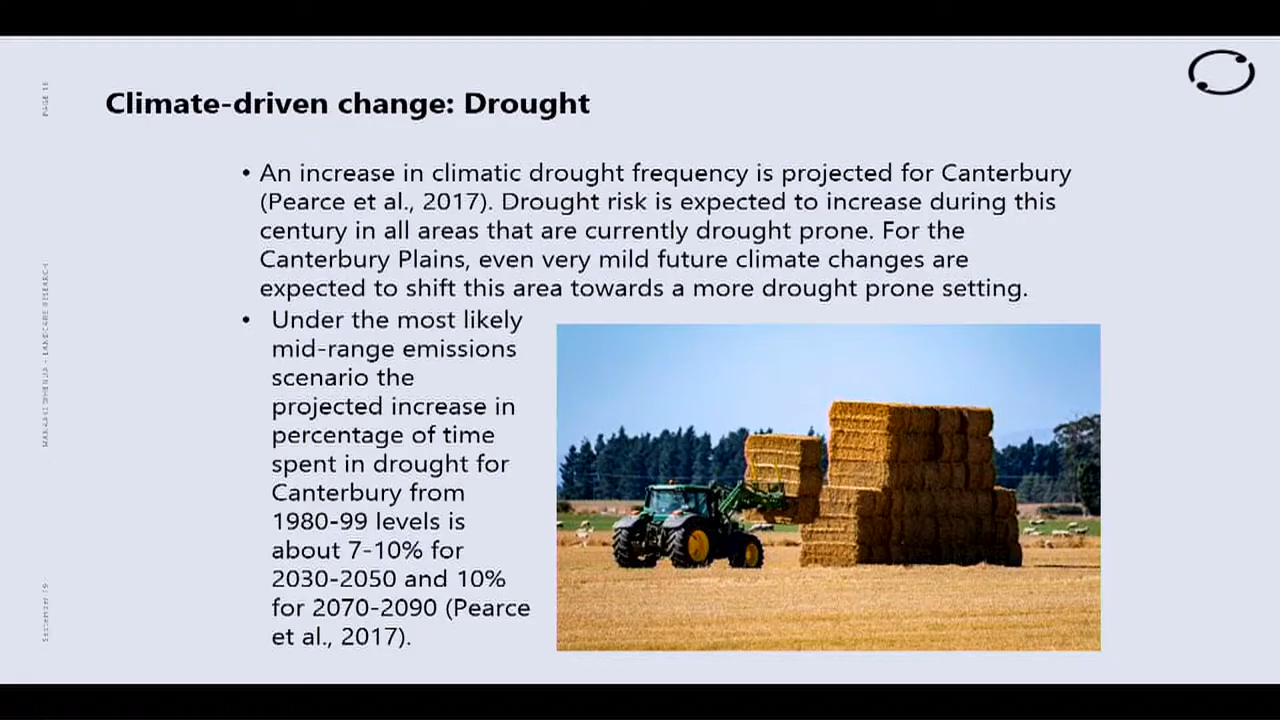 Climate-driven change: Drought
• An increase in climatic drought frequency is projected for Canterbury
(Pearce et al., 2017). Drought risk is expected to increase during this
century in all areas that are currently drought prone. For the
Canterbury Plains, even very mild future climate changes are
expected to shift this area towards a more drought prone setting.
• Under the most likely
mid-range emissions
scenario the
projected increase in
percentage of time
spent in drought for
Canterbury from
1980-99 levels is
about 7-10% for
2030-2050 and 10%
for 2070-2090 (Pearce
et al., 2017).
MANAAKI WHENUA – LANDCARE RESEARCH